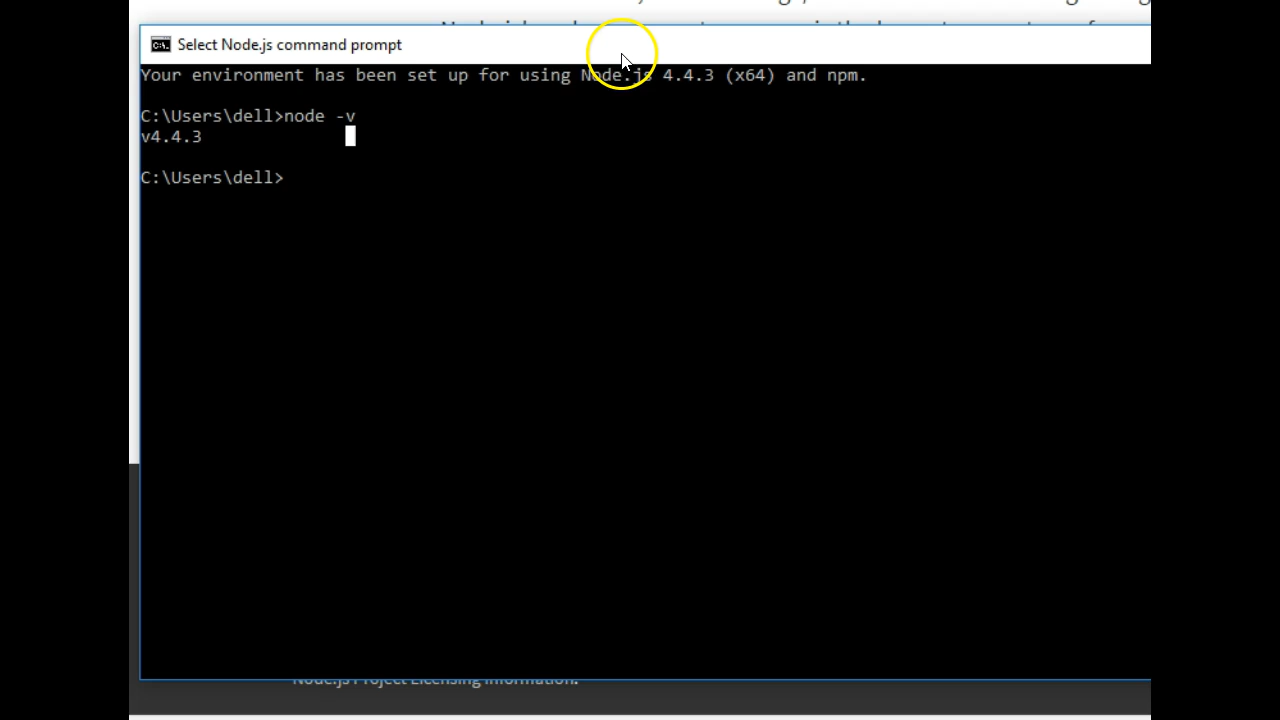 Select Node.js command prompt
Your environment has been set up for using Node.js 4.4.3 (x64) and npm.
C:\Users\dell>node -v
v4.4.3
C:\Users\dell>
Node.js Project Licensing Information.